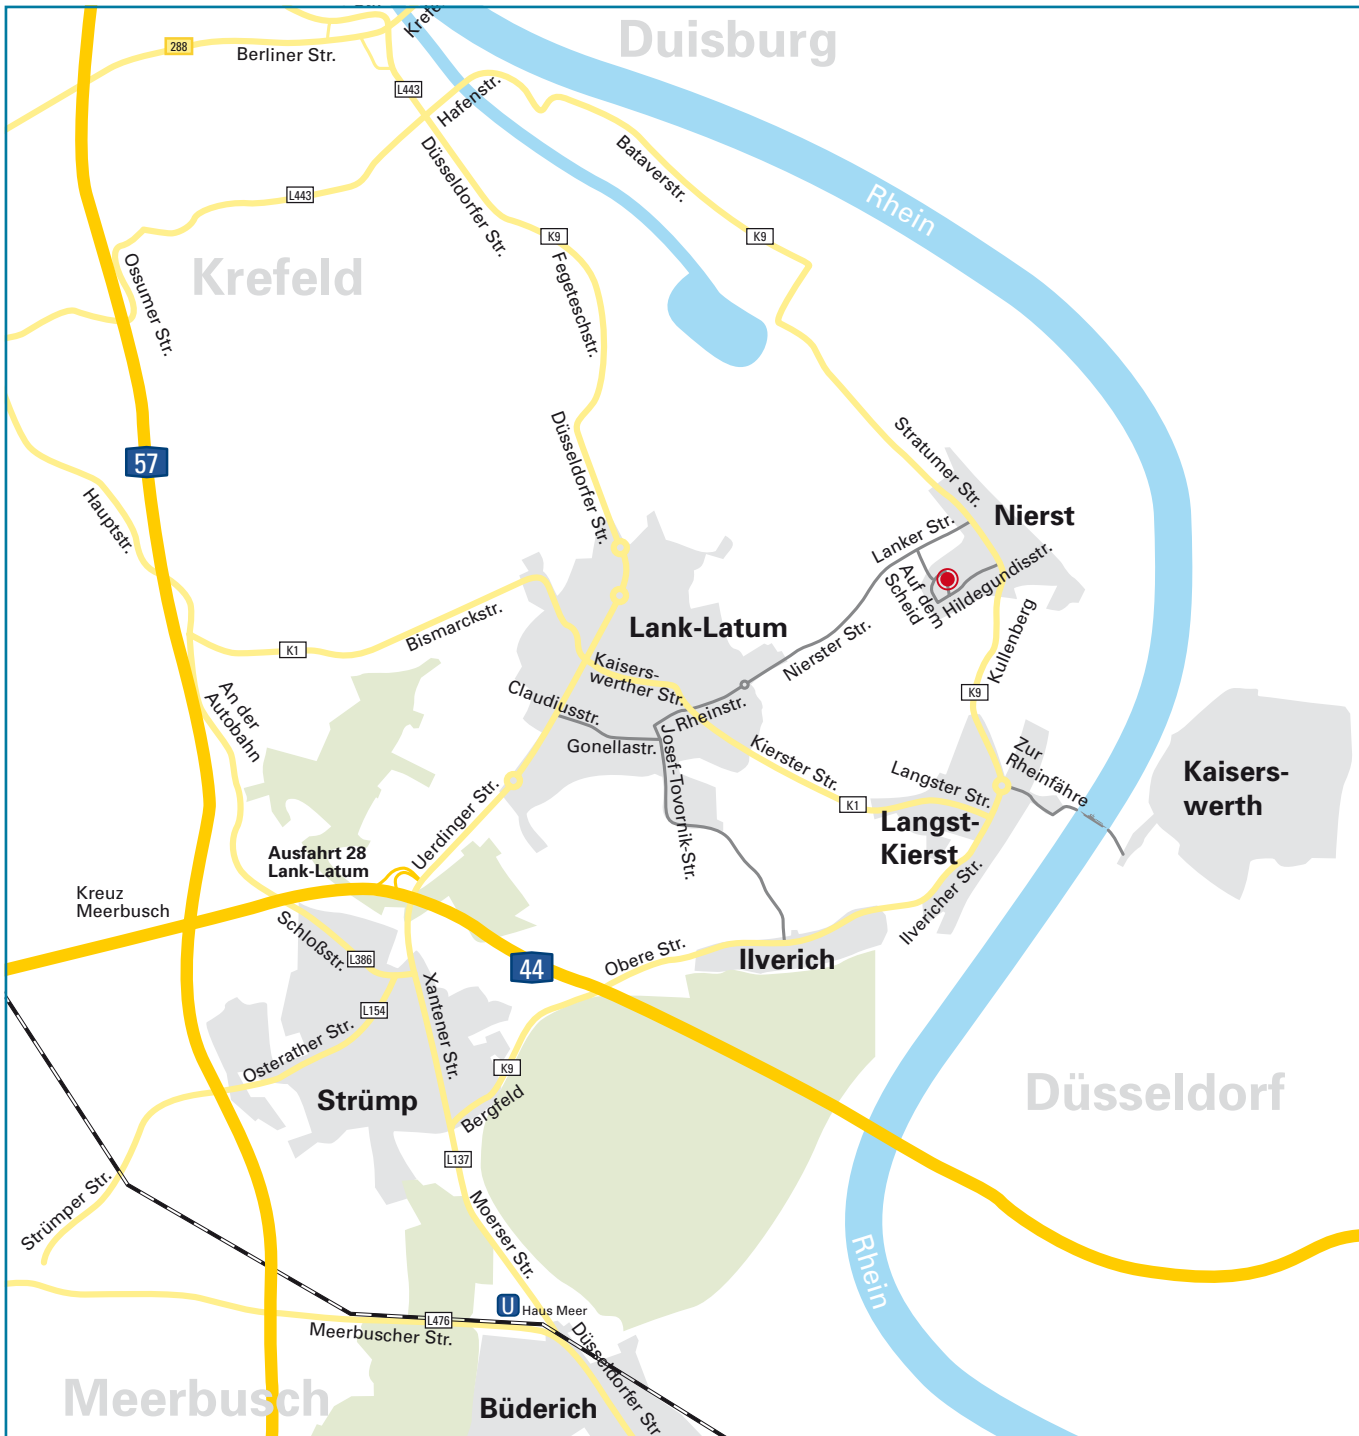 Krefe
Duisburg
288
Berliner Str.
L443
Hafenstr.
Düsseldorfer Str.
Bataverstr.
L443
Rhein
K9
K9
Ossumer Str.
Krefeld
Fegeteschstr.
57
Düsseldorfer Str.
Stratumer Str.
Hauptstr.
Nierst
Lanker Str.
Auf dem
Scheid
Hildegundisstr.
Bismarckstr.
Lank-Latum
K1
Kaisers-
werther Str.
Nierster Str.
Kullenberg
K9
An der
Autobahn
Claudiusstr.
Rheinstr.
Gonellastr.
Josef-Tovornik-Str.
Kierster Str.
Zur
Rheinfähre
Langster Str.
K1
Kaisers-
werth
Uerdinger Str.
Langst-
Kierst
Ausfahrt 28
Lank-Latum
Kreuz
Meerbusch
Ilvericher Str.
Schloßstr.
L386
Obere Str.
Ilverich
44
Xantener Str.
L154
Osterather Str.
K9
Bergfeld
Strümp
Düsseldorf
L137
Strümper Str.
Moerser Str.
Rhein
U
Haus Meer
L476
Meerbuscher Str.
Düsseldorfer Str
Meerbusch
Büderich